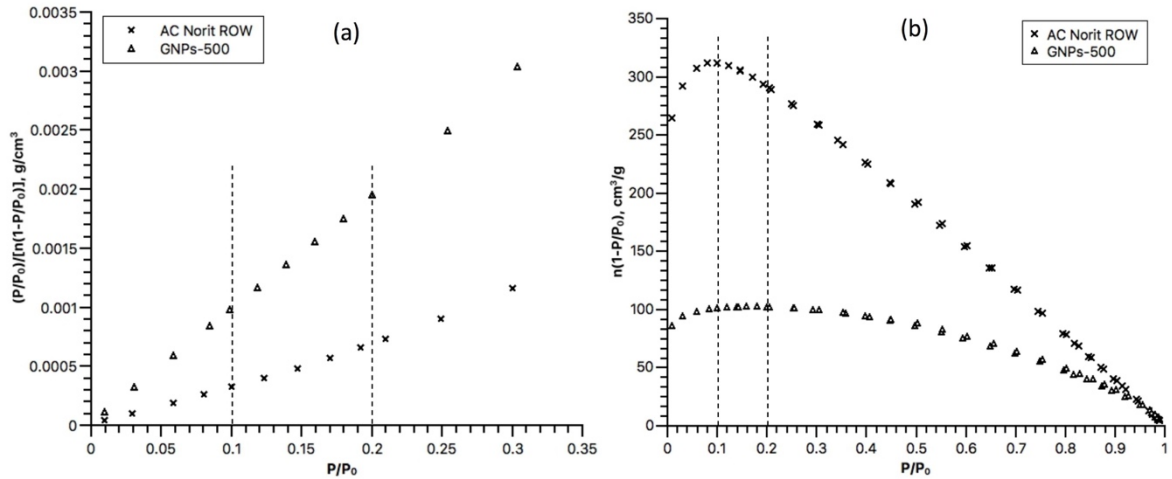 (a)
AC Norit ROW
GNPs-500
0.0035
0.003
0.0025
0.002
0.0015
0.001
0.0005
0
(P/P₀)/[n(1-P/P₀)], g/cm³
0 0.05 0.1 0.15 0.2 0.25 0.3 0.35
P/P₀
(b)
AC Norit ROW
GNPs-500
350
300
250
200
150
100
50
0
n(1-P/P₀), cm³/g
0 0.1 0.2 0.3 0.4 0.5 0.6 0.7 0.8 0.9 1
P/P₀